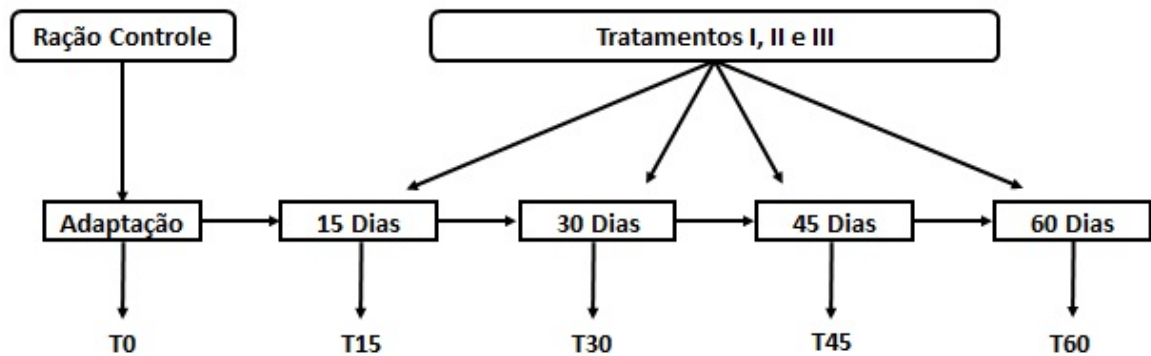 Ração Controle
Tratamentos I, II e III
Adaptação
15 Dias
30 Dias
45 Dias
60 Dias
T0
T15
T30
T45
T60